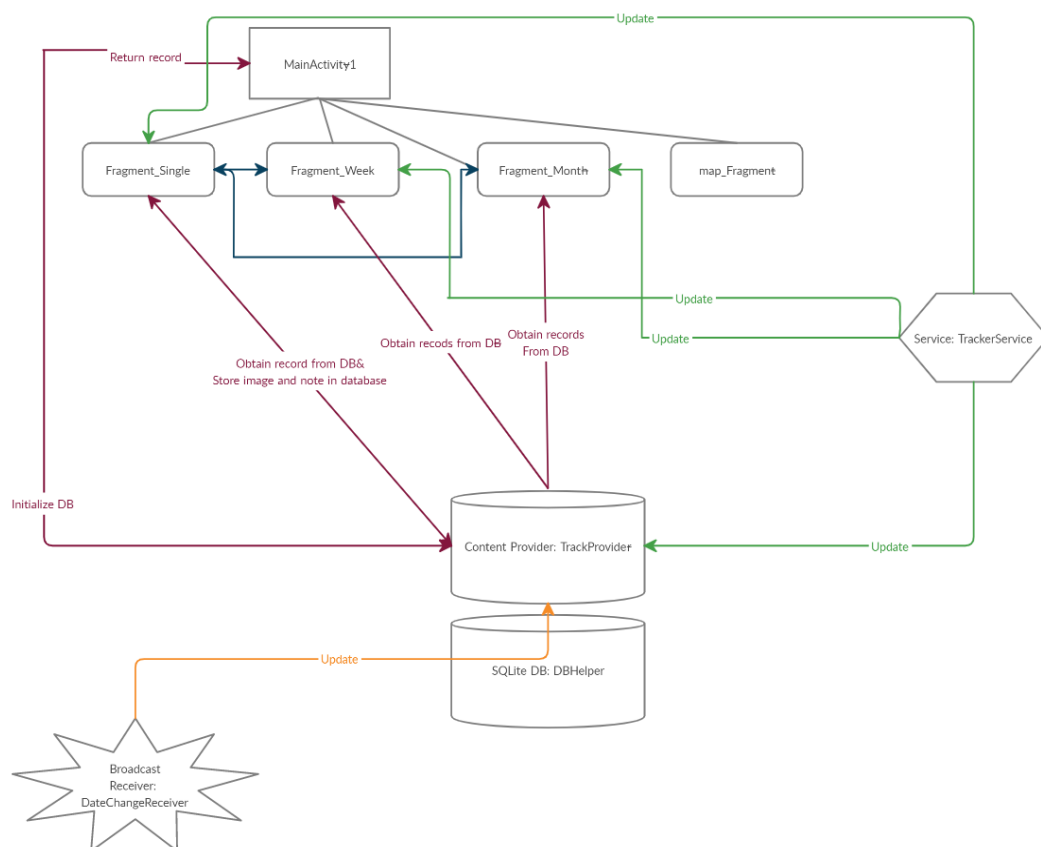 Update
Return record
MainActivity1
Fragment_Single
Fragment_Week
Fragment_Month
map_Fragment
Update
Service: TrackerService
Update
Obtain records
From DB
Obtain recods from DB
Obtain record from DB&
Store image and note in database
Initialize DB
Content Provider: TrackProvider
Update
SQLite DB: DBHelper
Update
Broadcast
Receiver:
DateChangeReceiver